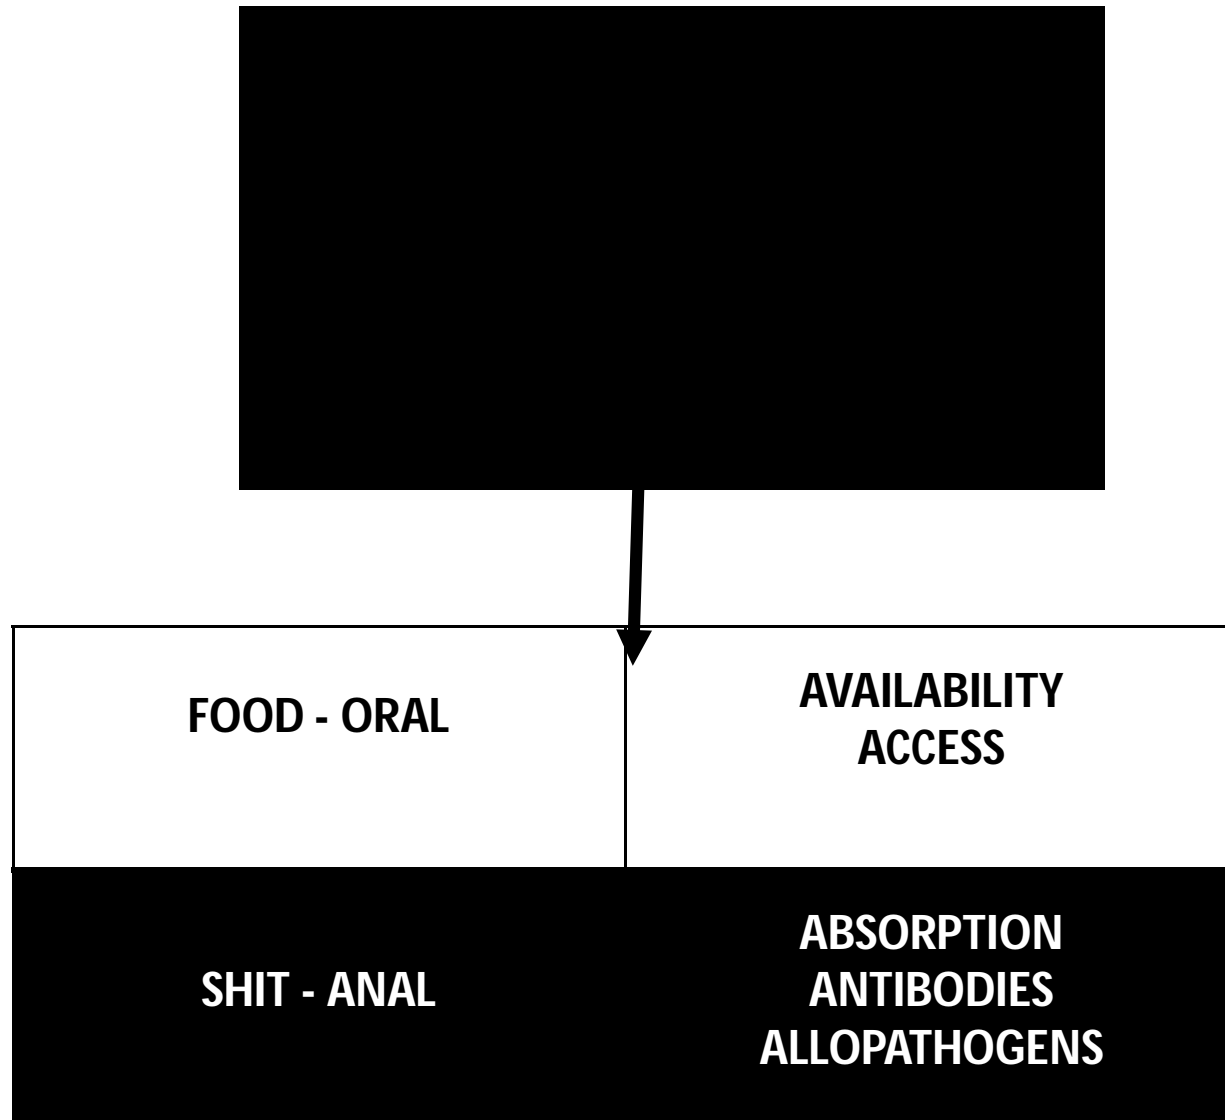 FOOD - ORAL
AVAILABILITY
ACCESS
SHIT - ANAL
ABSORPTION
ANTIBODIES
ALLOPATHOGENS